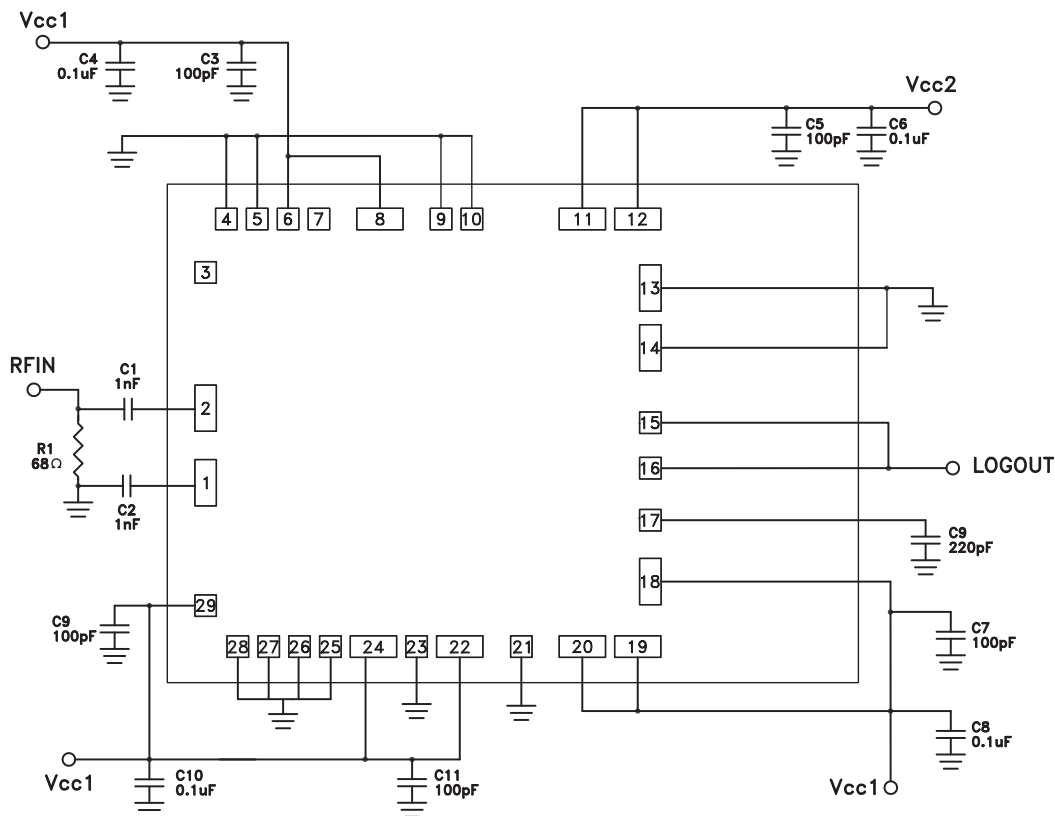 Vcc1
C4
0.1uF
C3
100pF
Vcc2
C5
100pF
C6
0.1uF
4
5
6
7
8
9
10
11
12
3
13
14
RFIN
C1
1nF
2
R1
68Ω
1
C2
1nF
15
16
LOGOUT
17
C9
220pF
18
29
C9
100pF
C7
100pF
28
27
26
25
24
23
22
21
20
19
C8
0.1uF
Vcc1
C10
0.1uF
C11
100pF
Vcc1